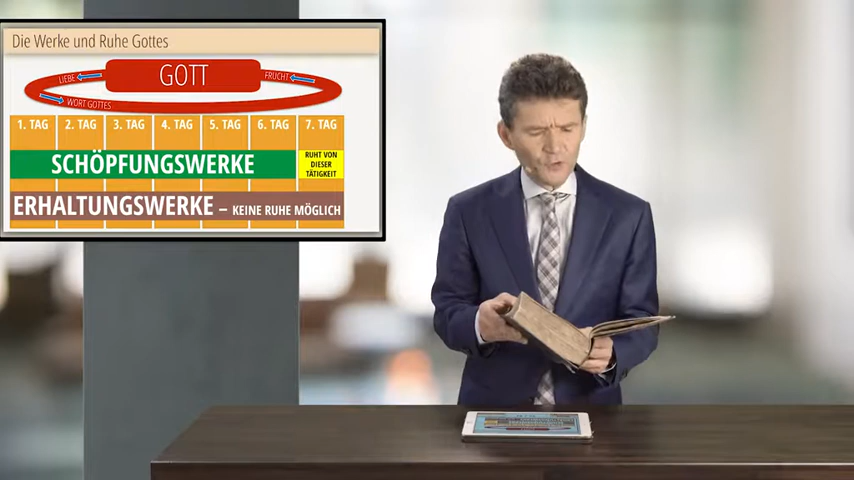 Die Werke und Ruhe Gottes
GOTT
LIEBE
FRUCHT
WORT GOTTES
1. TAG 2. TAG 3. TAG 4. TAG 5. TAG 6. TAG 7. TAG
SCHÖPFUNGSWERKE
RUHT VON
DIESER
TÄTIGKEIT
ERHALTUNGSWERKE – KEINE RUHE MÖGLICH